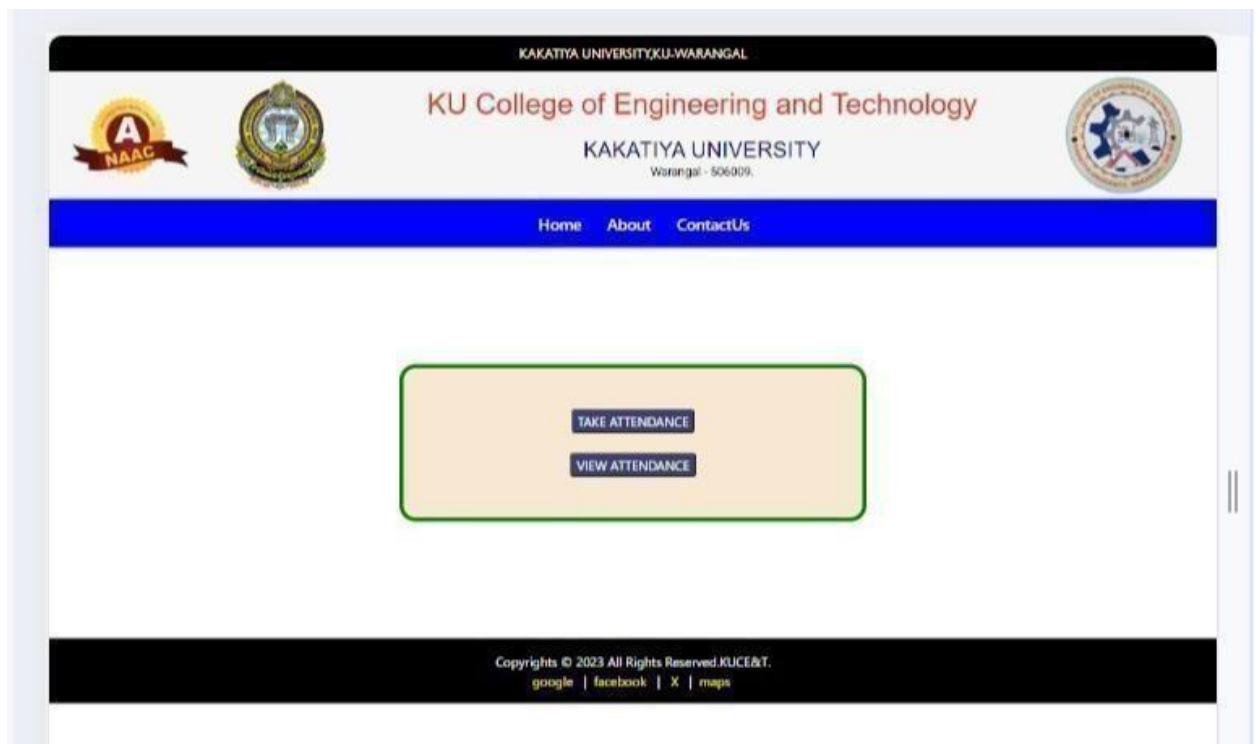 KAKATIYA UNIVERSITY,KU-WARANGAL
A
NAAC
KU College of Engineering and Technology
KAKATIYA UNIVERSITY
Warangal - 506009.
Home About ContactUs
TAKE ATTENDANCE
VIEW ATTENDANCE
Copyrights © 2023 All Rights Reserved.KUCE&T.
google | facebook | X | maps